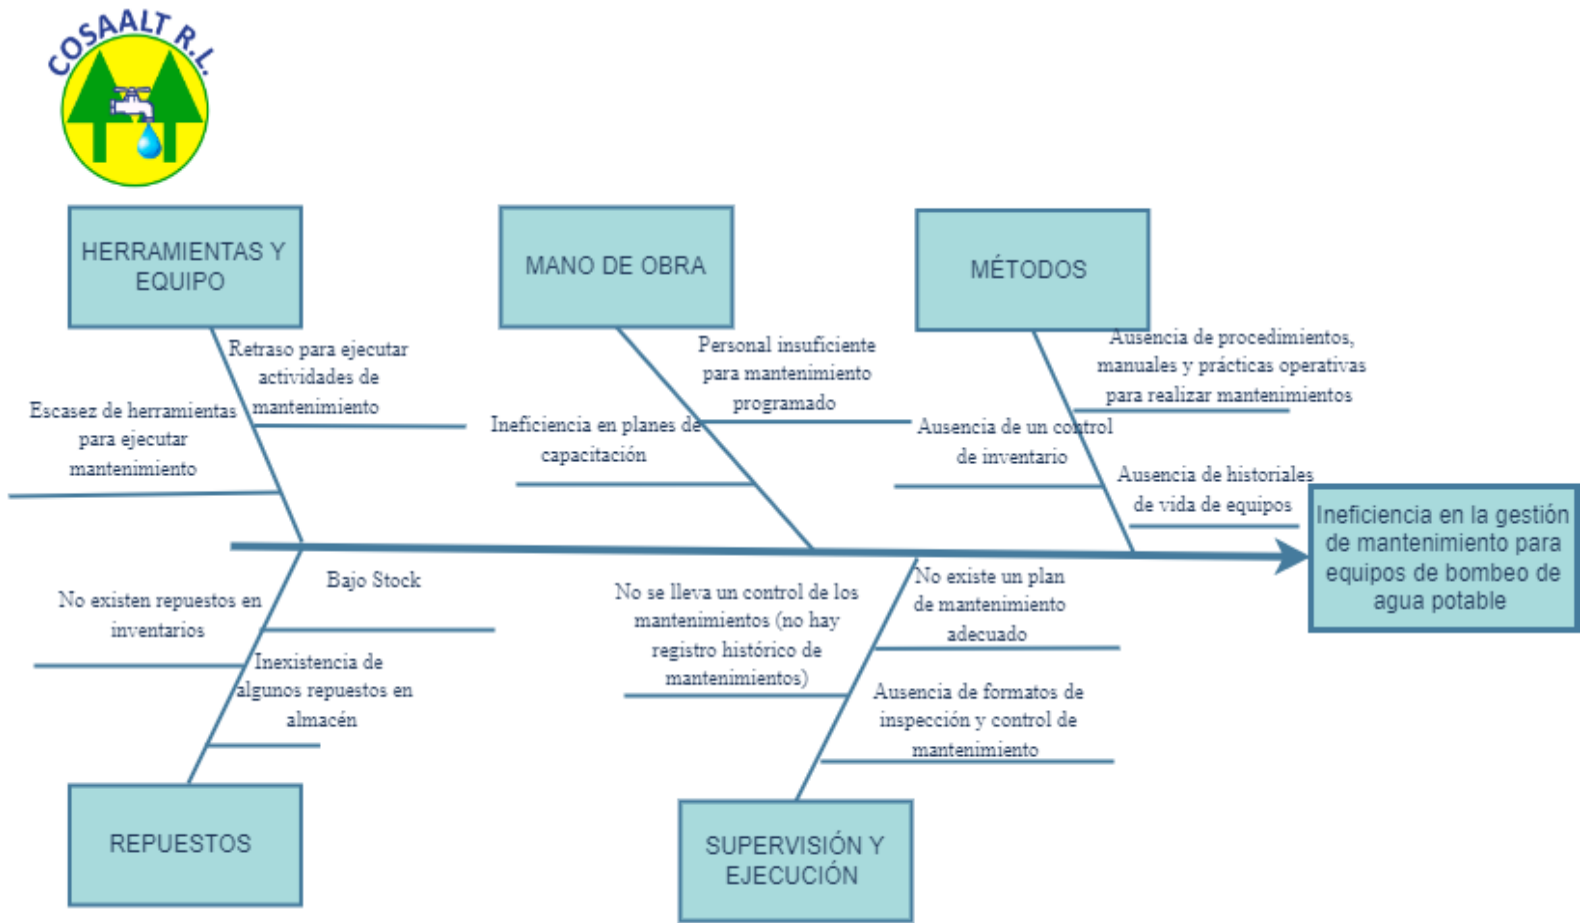 COSAALT R.L.
HERRAMIENTAS Y
EQUIPO
MANO DE OBRA
MÉTODOS
Retraso para ejecutar
actividades de
mantenimiento
Escasez de herramientas
para ejecutar
mantenimiento
Personal insuficiente
para mantenimiento
programado
Ineficiencia en planes de
capacitación
Ausencia de procedimientos,
manuales y prácticas operativas
para realizar mantenimientos
Ausencia de un control
de inventario
Ausencia de historiales
de vida de equipos
Ineficiencia en la gestión
de mantenimiento para
equipos de bombeo de
agua potable
Bajo Stock
No existen repuestos en
inventarios
Inexistencia de
algunos repuestos en
almacén
No se lleva un control de los
mantenimientos (no hay
registro histórico de
mantenimientos)
No existe un plan
de mantenimiento
adecuado
Ausencia de formatos de
inspección y control de
mantenimiento
REPUESTOS
SUPERVISIÓN Y
EJECUCIÓN